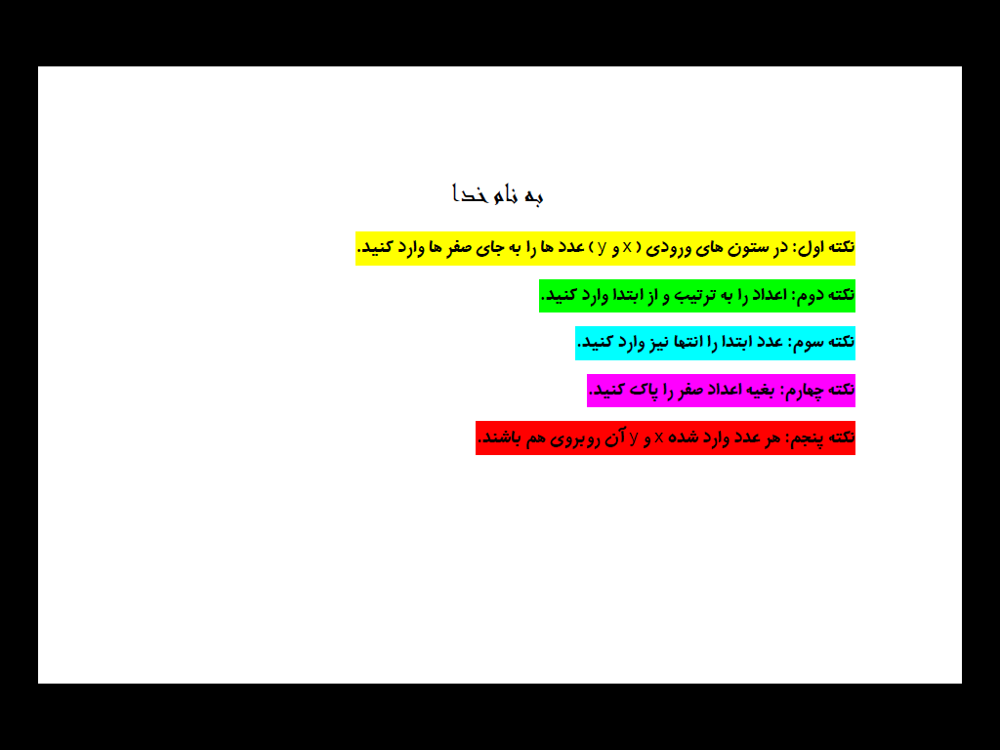 به نام خدا
نکته اول: در ستون های ورودی ( x و y ) عدد ها را به جای صفر ها وارد کنید.
نکته دوم: اعداد را به ترتیب و از ابتدا وارد کنید.
نکته سوم: عدد ابتدا را انتها نیز وارد کنید.
نکته چهارم: بغیه اعداد صفر را پاک کنید.
نکته پنجم: هر عدد وارد شده x و y آن روبروی هم باشند.